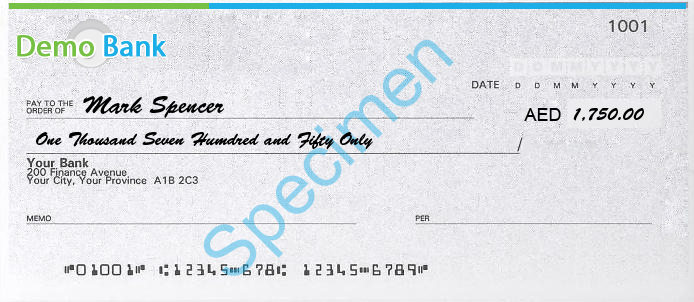 1001
Demo Bank
DATE D D M M Y Y Y Y
PAY TO THE
ORDER OF Mark Spencer
AED 1,750.00
One Thousand Seven Humdred and Fifty Only /
Your Bank
200 Finance Avenue
Your City, Your Province A1B 2C3
MEMO PER
⑈01001⑈ ⑆12345⑉678⑆ 12345⑉6789⑈
Specimen